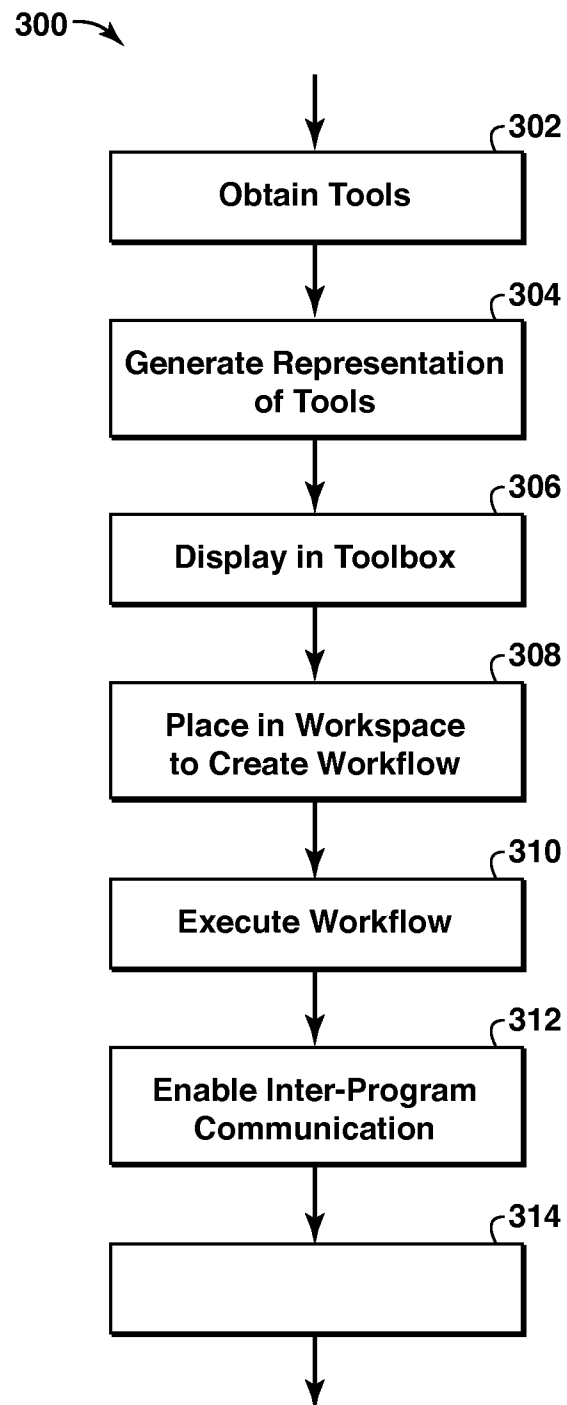 300
302
Obtain Tools
304
Generate Representation
of Tools
306
Display in Toolbox
308
Place in Workspace
to Create Workflow
310
Execute Workflow
312
Enable Inter-Program
Communication
314